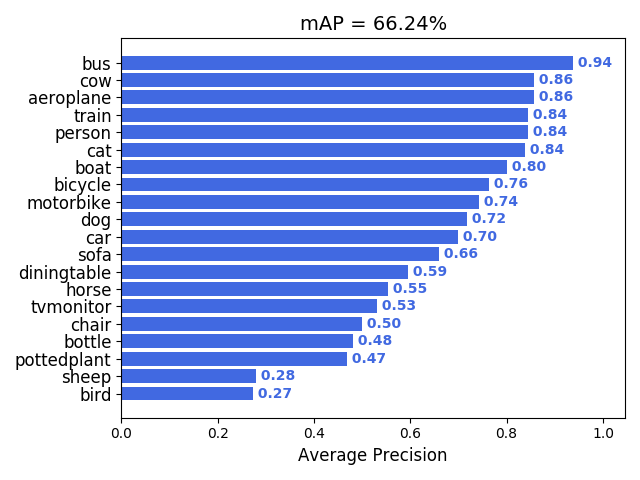 mAP = 66.24%
bus 0.94
cow 0.86
aeroplane 0.86
train 0.84
person 0.84
cat 0.84
boat 0.80
bicycle 0.76
motorbike 0.74
dog 0.72
car 0.70
sofa 0.66
diningtable 0.59
horse 0.55
tvmonitor 0.53
chair 0.50
bottle 0.48
pottedplant 0.47
sheep 0.28
bird 0.27
0.0 0.2 0.4 0.6 0.8 1.0
Average Precision